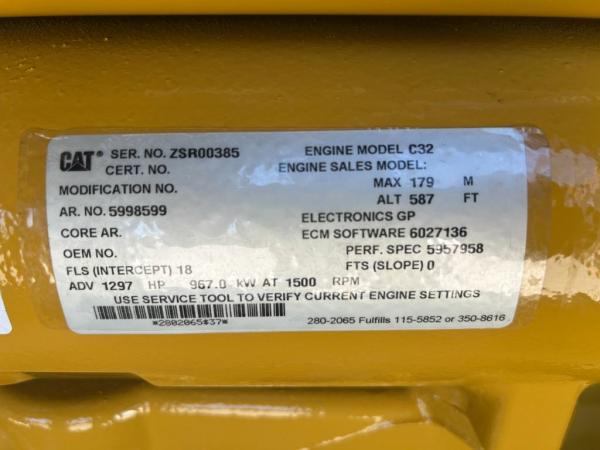 CAT® SER. NO. ZSR00385 ENGINE MODEL C32
CERT. NO. ENGINE SALES MODEL:
MODIFICATION NO. MAX 179 M
AR. NO. 5998599 ALT 587 FT
ELECTRONICS GP
CORE AR. ECM SOFTWARE 6027136
OEM NO. PERF. SPEC 5957958
FLS (INTERCEPT) 18 FTS (SLOPE) 0
ADV 1297 HP 967.0 kW AT 1500 RPM
USE SERVICE TOOL TO VERIFY CURRENT ENGINE SETTINGS
*2802065$37* 280-2065 Fulfills 115-5852 or 350-8616